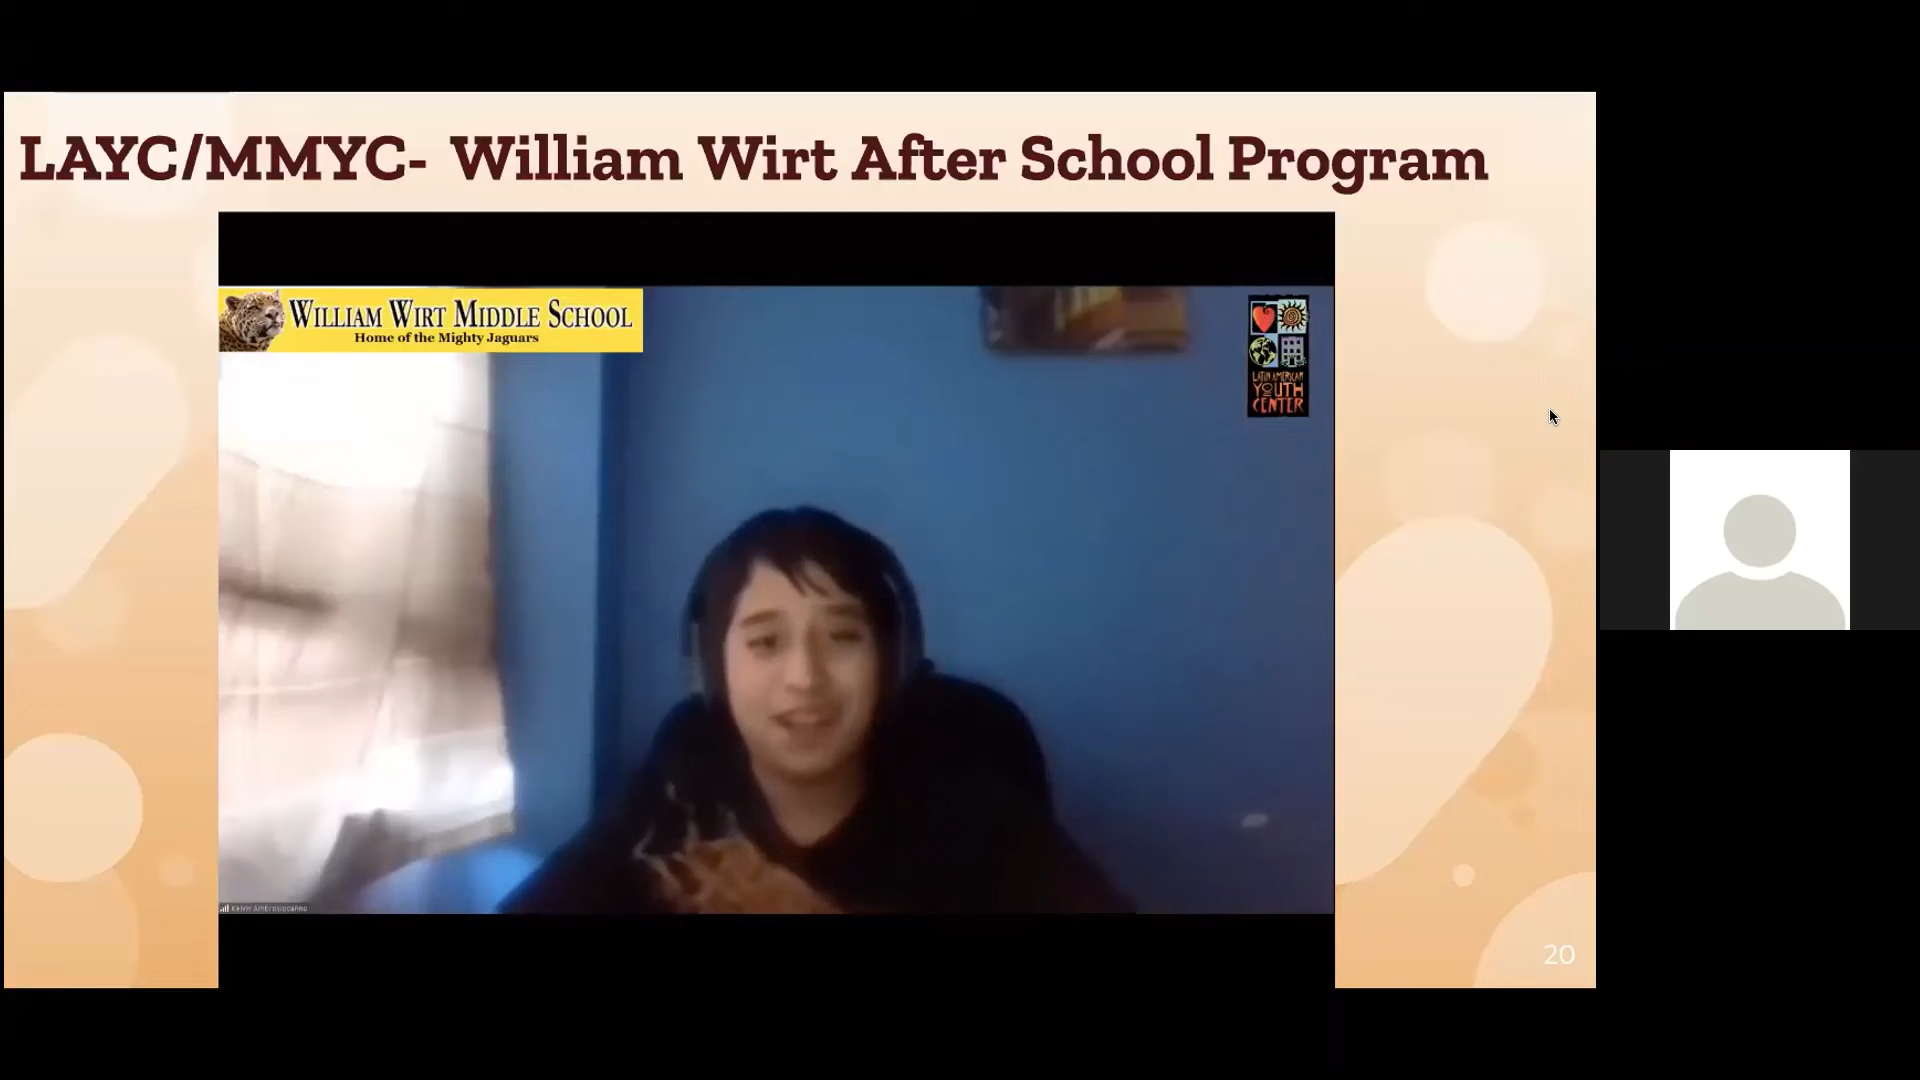 LAYC/MMYC- William Wirt After School Program
WILLIAM WIRT MIDDLE SCHOOL
Home of the Mighty Jaguars
LATIN AMERICAN
YOUTH
CENTER
20